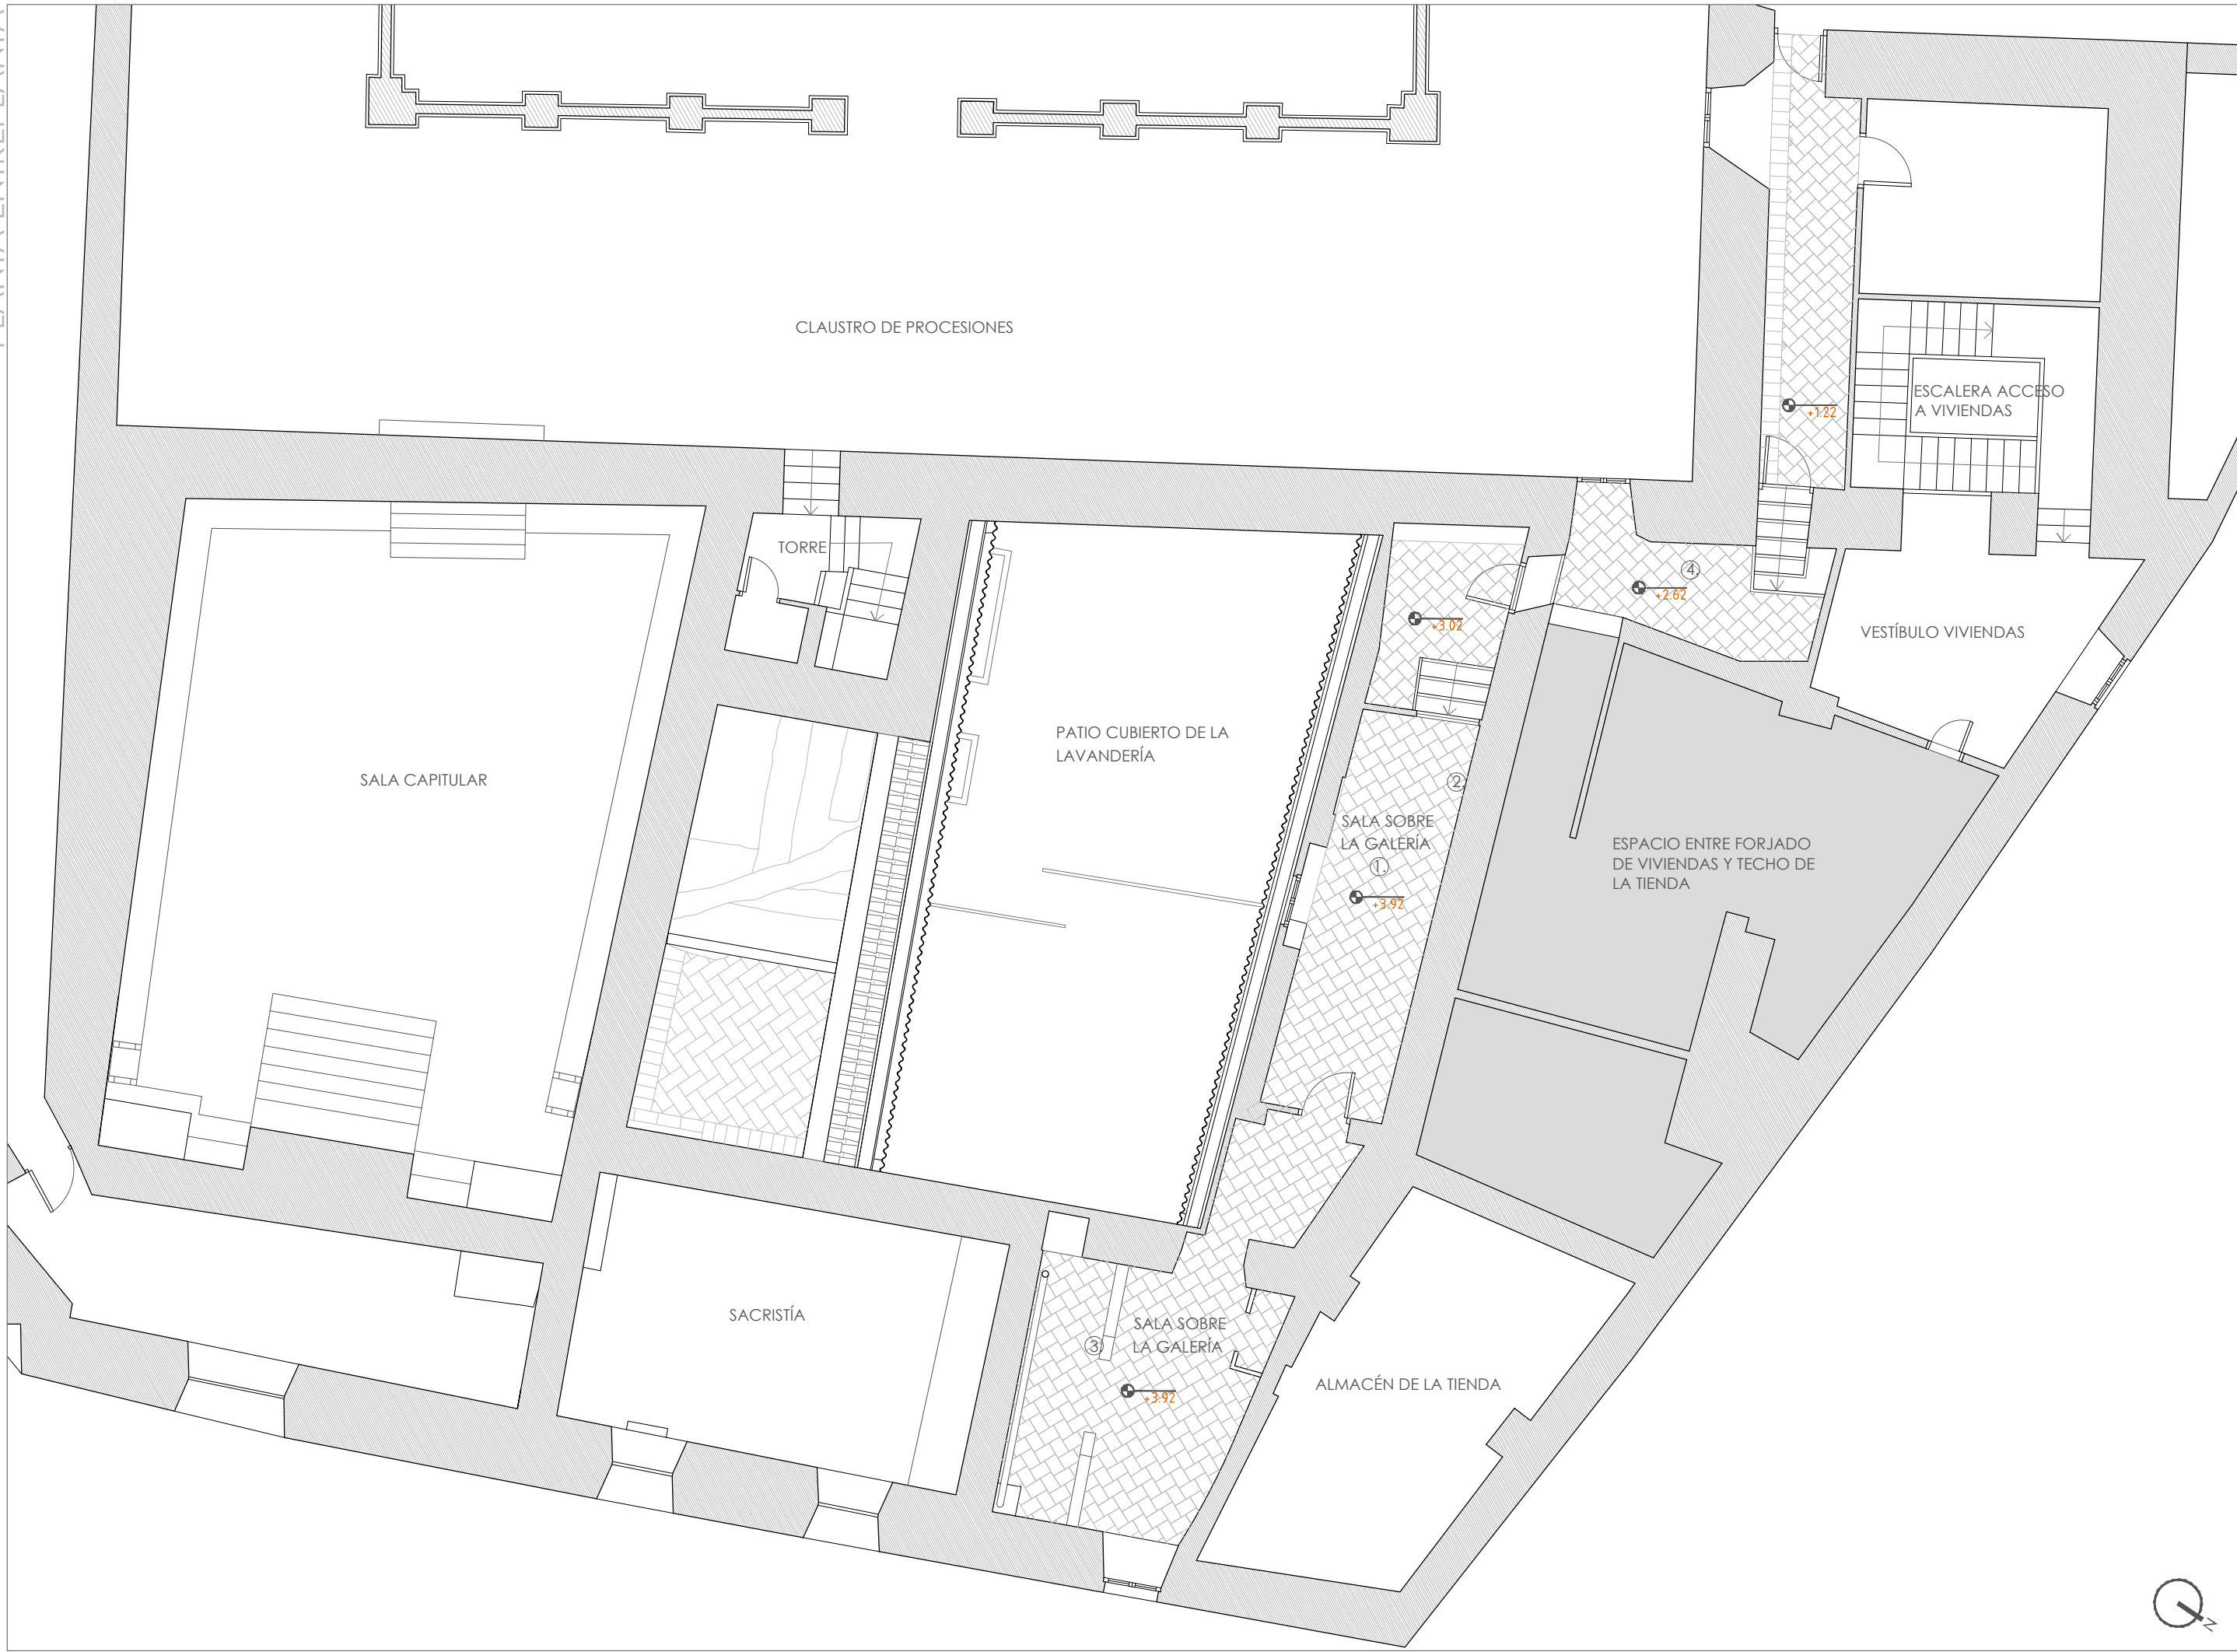 CLAUSTRO DE PROCESIONES
ESCALERA ACCESO
A VIVIENDAS
+1.22
TORRE
4.
+2.62
+3.02
VESTÍBULO VIVIENDAS
PATIO CUBIERTO DE LA
LAVANDERÍA
SALA CAPITULAR
2.
SALA SOBRE
LA GALERÍA
1.
+3.92
ESPACIO ENTRE FORJADO
DE VIVIENDAS Y TECHO DE
LA TIENDA
SACRISTÍA
SALA SOBRE
LA GALERÍA
3.
+3.92
ALMACÉN DE LA TIENDA
N